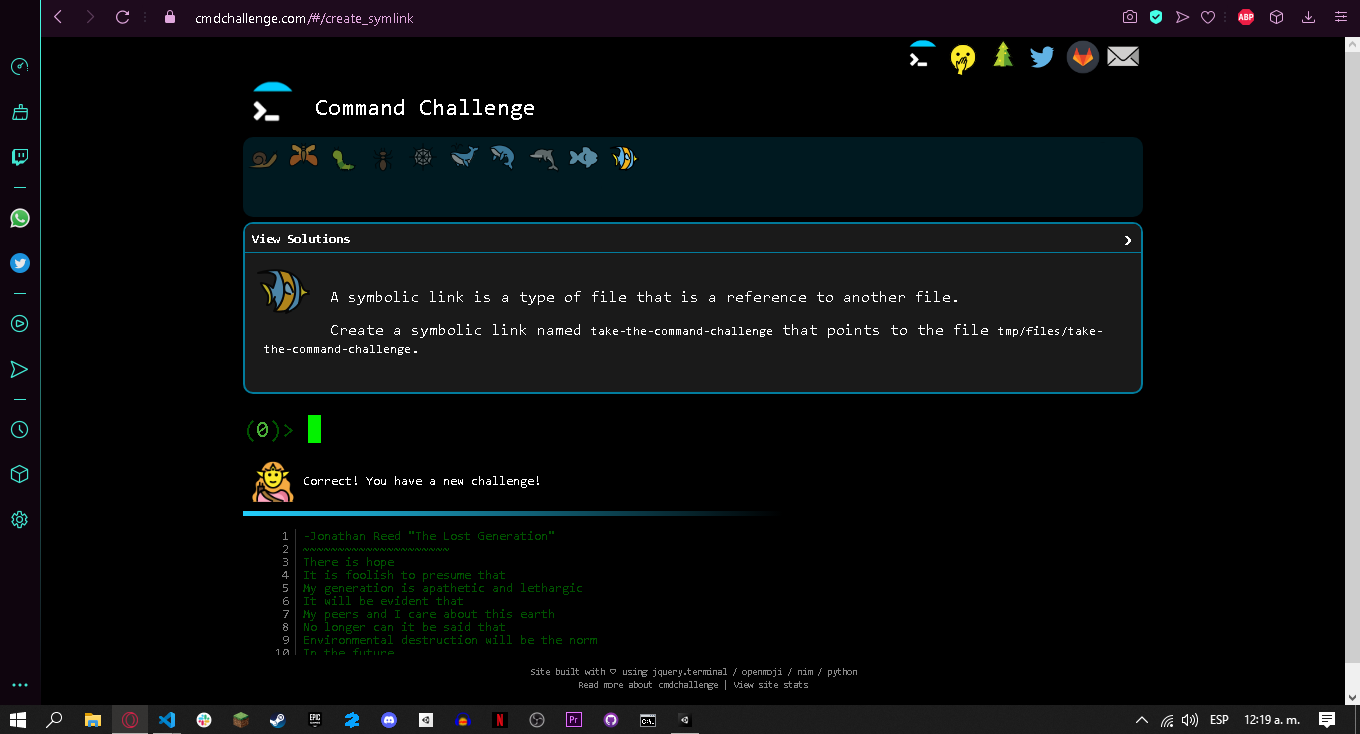 cmdchallenge.com/#/create_symlink
ABP
Command Challenge
View Solutions
A symbolic link is a type of file that is a reference to another file.
Create a symbolic link named take-the-command-challenge that points to the file tmp/files/take-
the-command-challenge.
(0)>
Correct! You have a new challenge!
1 -Jonathan Reed "The Lost Generation"
2 ~~~~~~~~~~~~~~~~~~~~~
3 There is hope
4 It is foolish to presume that
5 My generation is apathetic and lethargic
6 It will be evident that
7 My peers and I care about this earth
8 No longer can it be said that
9 Environmental destruction will be the norm
10 In the future
Site built with ♡ using jquery.terminal / openmoji / nim / python
Read more about cmdchallenge | View site stats
EPIC
N
Pr
C:\.
ESP
12:19 a. m.